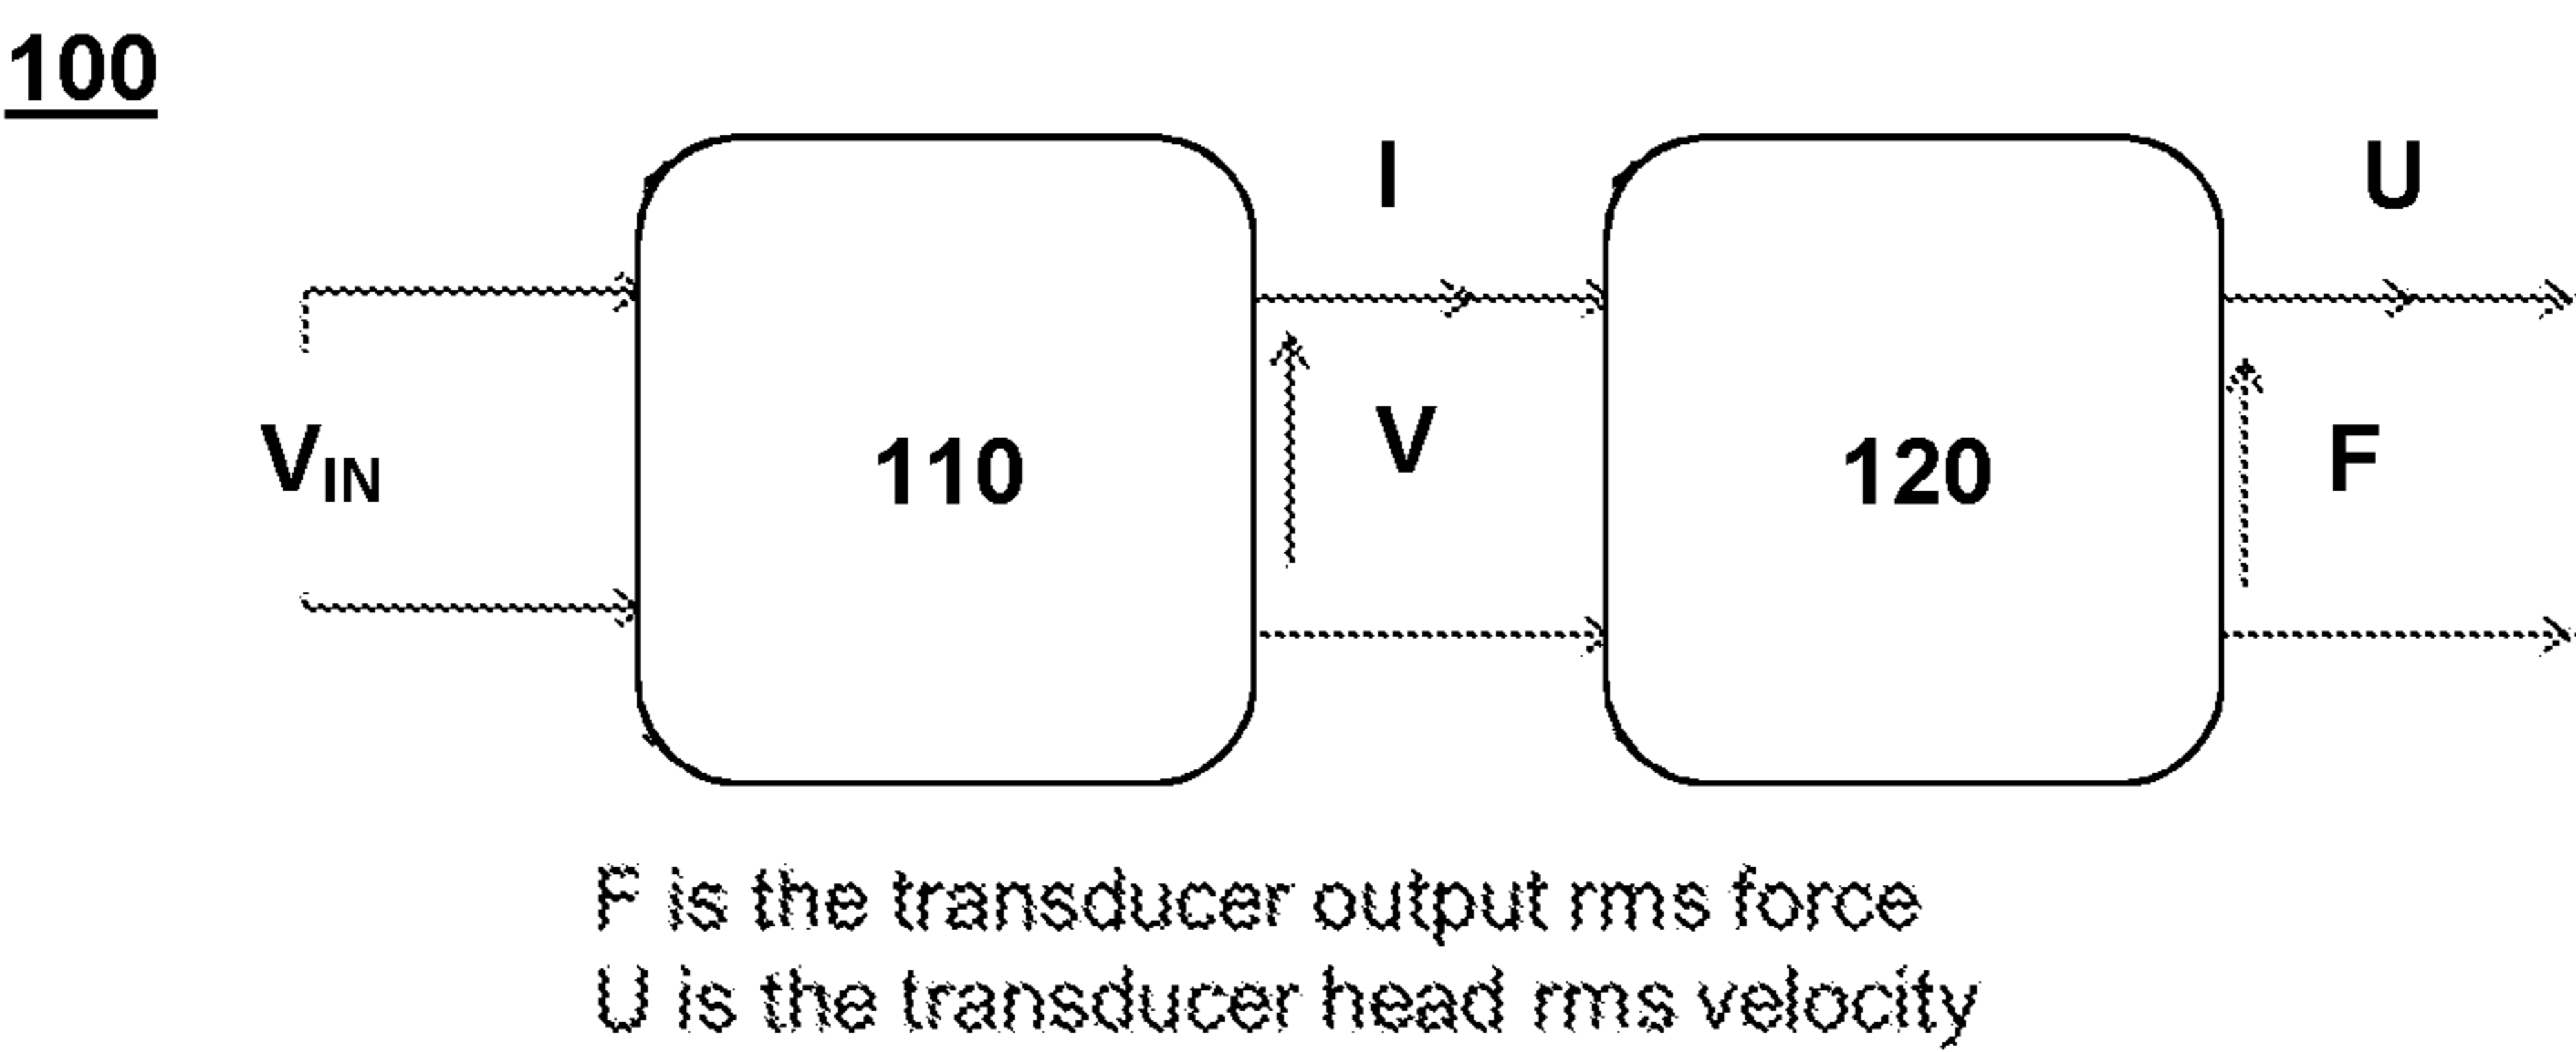 100
I
U
VIN
110
V
120
F
F is the transducer output rms force
U is the transducer head rms velocity